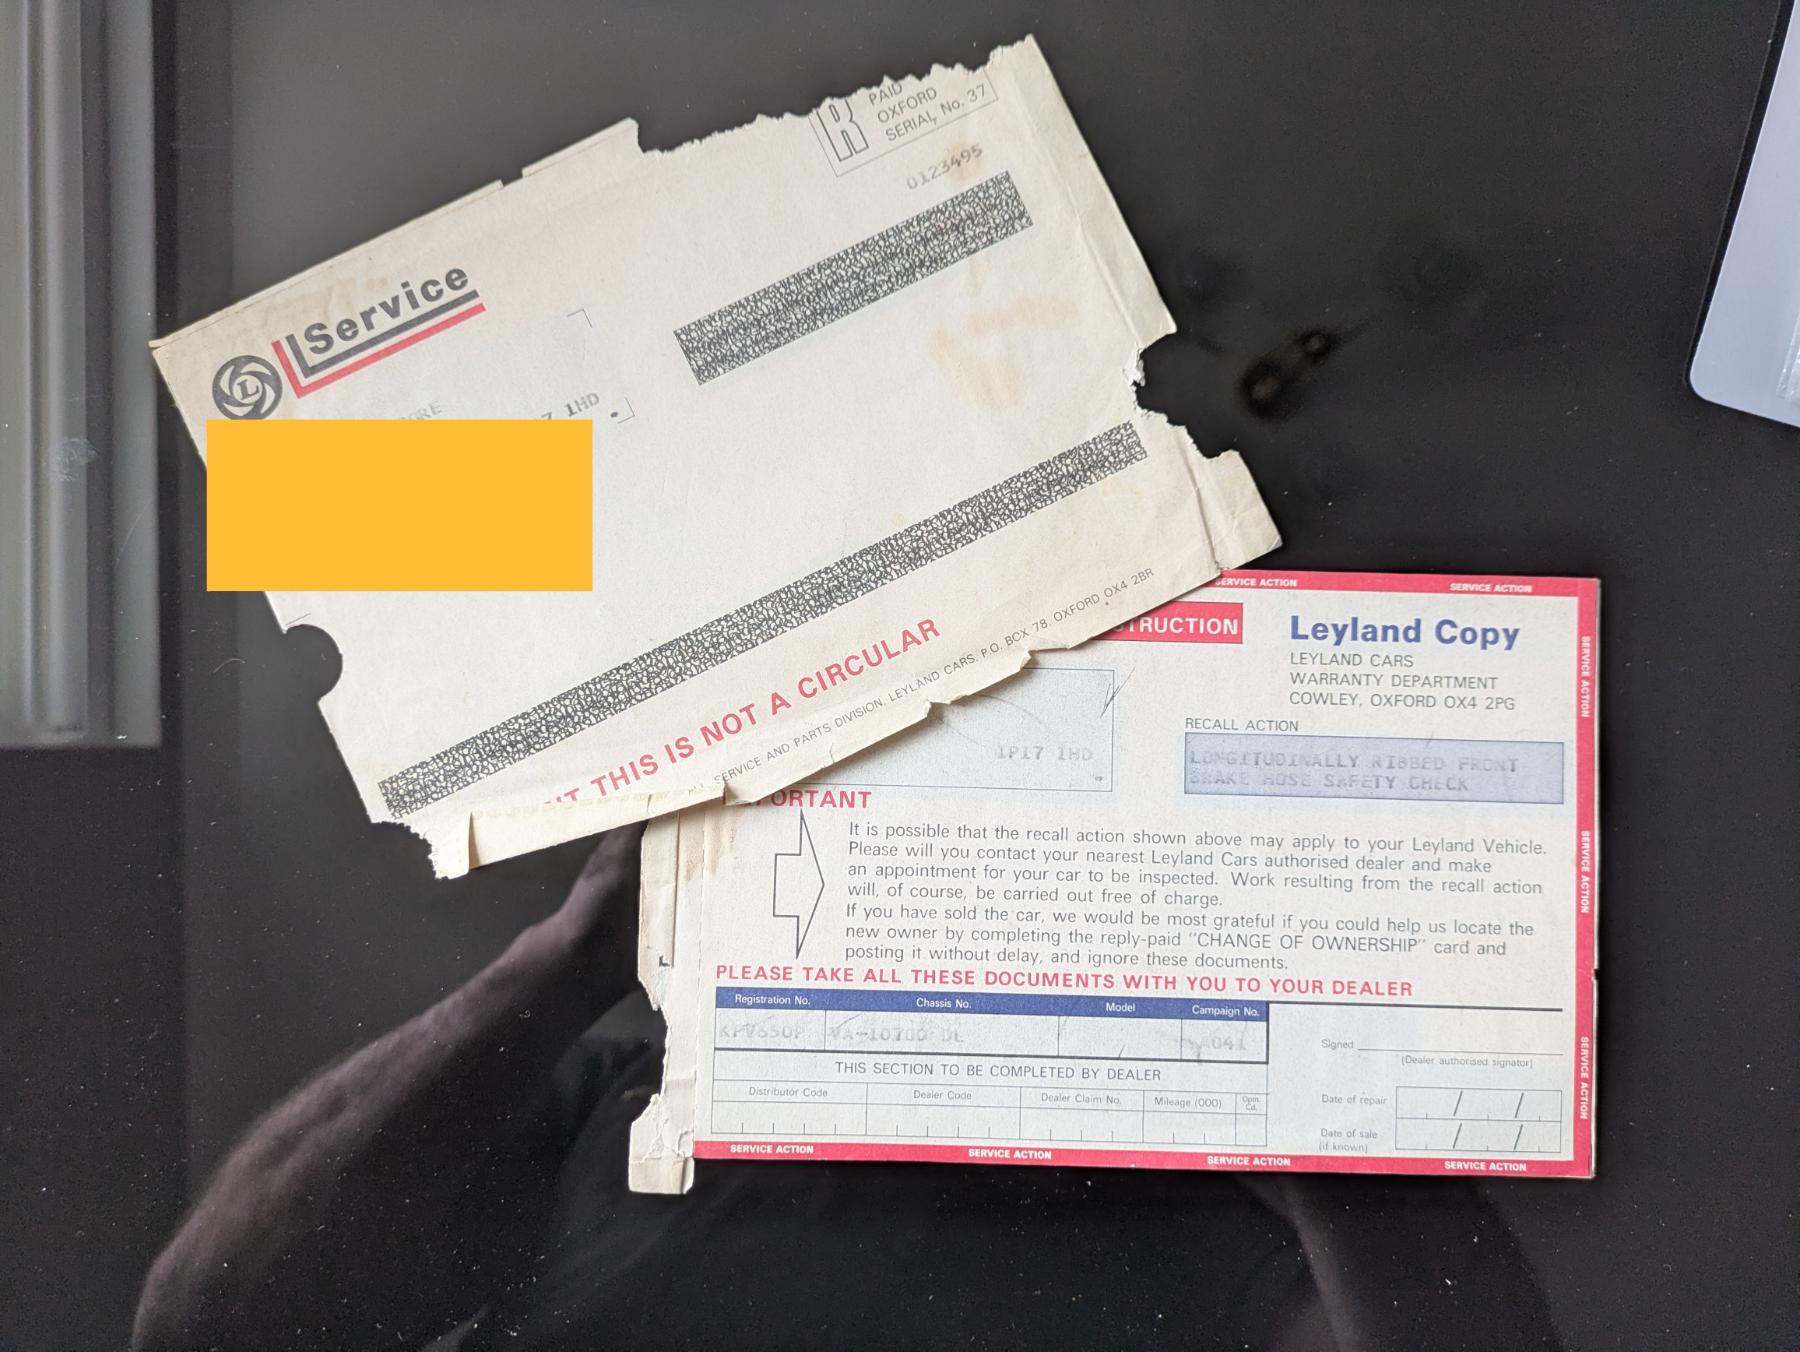 PAID
OXFORD
SERIAL No. 37
R
0123495
Service
L
1HD
THIS IS NOT A CIRCULAR
SERVICE AND PARTS DIVISION, LEYLAND CARS, P.O. BOX 78, OXFORD OX4 2BR
SERVICE ACTION SERVICE ACTION
TRUCTION
Leyland Copy
LEYLAND CARS
WARRANTY DEPARTMENT
COWLEY, OXFORD OX4 2PG
RECALL ACTION
LONGITUDINALLY RIBBED FRONT
BRAKE HOSE SAFETY CHECK
1P17 1HD
ORTANT
It is possible that the recall action shown above may apply to your Leyland Vehicle.
Please will you contact your nearest Leyland Cars authorised dealer and make
an appointment for your car to be inspected. Work resulting from the recall action
will, of course, be carried out free of charge.
If you have sold the car, we would be most grateful if you could help us locate the
new owner by completing the reply-paid "CHANGE OF OWNERSHIP" card and
posting it without delay, and ignore these documents.
PLEASE TAKE ALL THESE DOCUMENTS WITH YOU TO YOUR DEALER
Registration No. Chassis No. Model Campaign No.
KPV650P VA-10700 DL A041
THIS SECTION TO BE COMPLETED BY DEALER
Distributor Code Dealer Code Dealer Claim No. Mileage (000) Optn. Cd.
Signed
(Dealer authorised signator)
Date of repair / /
Date of sale / /
(if known)
SERVICE ACTION SERVICE ACTION SERVICE ACTION SERVICE ACTION
SERVICE ACTION
SERVICE ACTION
SERVICE ACTION